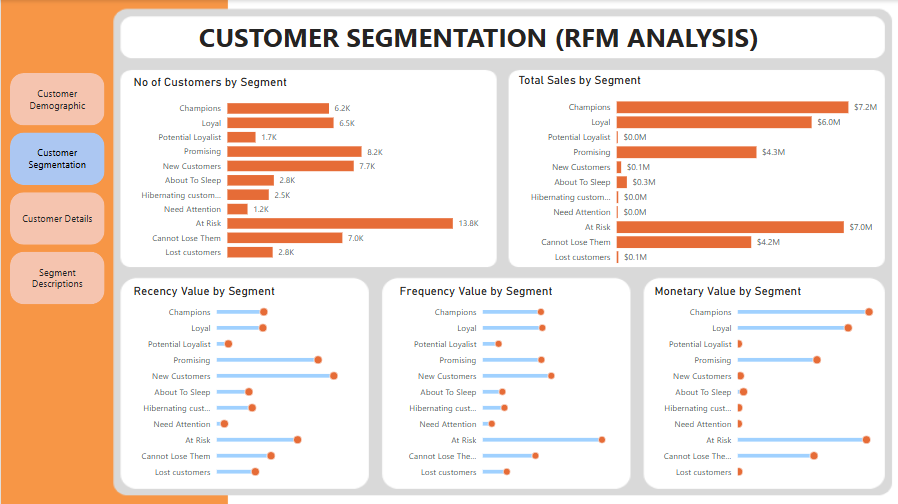 CUSTOMER SEGMENTATION (RFM ANALYSIS)
Customer
Demographic
Customer
Segmentation
Customer Details
Segment
Descriptions
No of Customers by Segment
Champions 6.2K
Loyal 6.5K
Potential Loyalist 1.7K
Promising 8.2K
New Customers 7.7K
About To Sleep 2.8K
Hibernating custom... 2.5K
Need Attention 1.2K
At Risk 13.8K
Cannot Lose Them 7.0K
Lost customers 2.8K
Total Sales by Segment
Champions $7.2M
Loyal $6.0M
Potential Loyalist $0.0M
Promising $4.3M
New Customers $0.1M
About To Sleep $0.3M
Hibernating custom... $0.0M
Need Attention $0.0M
At Risk $7.0M
Cannot Lose Them $4.2M
Lost customers $0.1M
Recency Value by Segment
Champions
Loyal
Potential Loyalist
Promising
New Customers
About To Sleep
Hibernating cust...
Need Attention
At Risk
Cannot Lose Them
Lost customers
Frequency Value by Segment
Champions
Loyal
Potential Loyalist
Promising
New Customers
About To Sleep
Hibernating cust...
Need Attention
At Risk
Cannot Lose The...
Lost customers
Monetary Value by Segment
Champions
Loyal
Potential Loyalist
Promising
New Customers
About To Sleep
Hibernating cust...
Need Attention
At Risk
Cannot Lose The...
Lost customers